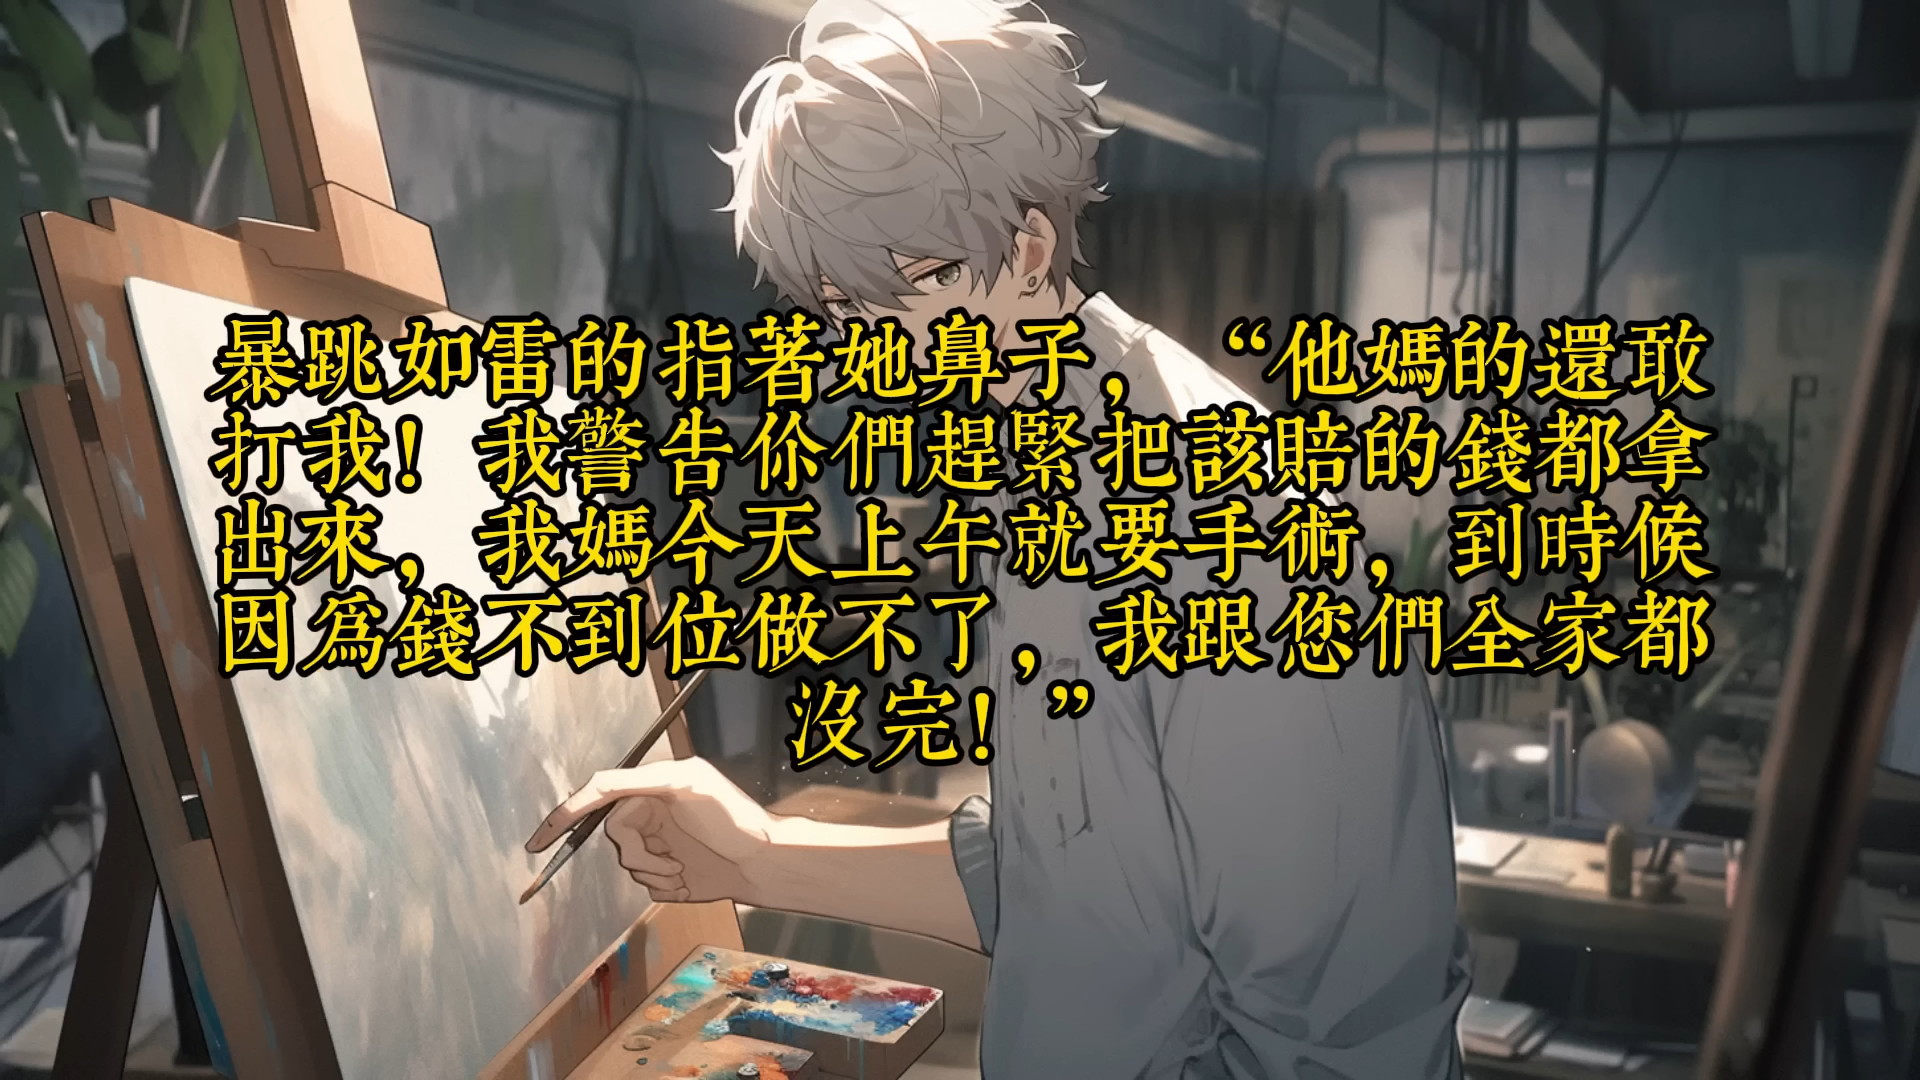 暴跳如雷的指著她鼻子，“他媽的還敢
打我！我警告你們趕緊把該賠的錢都拿
出來，我媽今天上午就要手術，到時候
因爲錢不到位做不了，我跟您們全家都
沒完！”